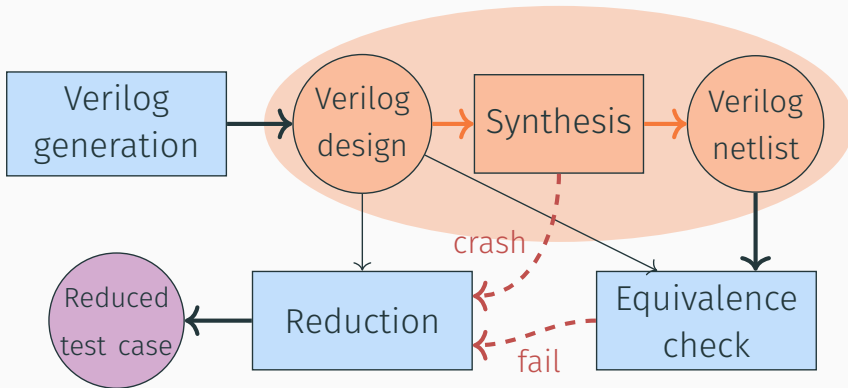 Verilog
generation
Verilog
design
Synthesis
Verilog
netlist
crash
Reduced
test case
Reduction
fail
Equivalence
check